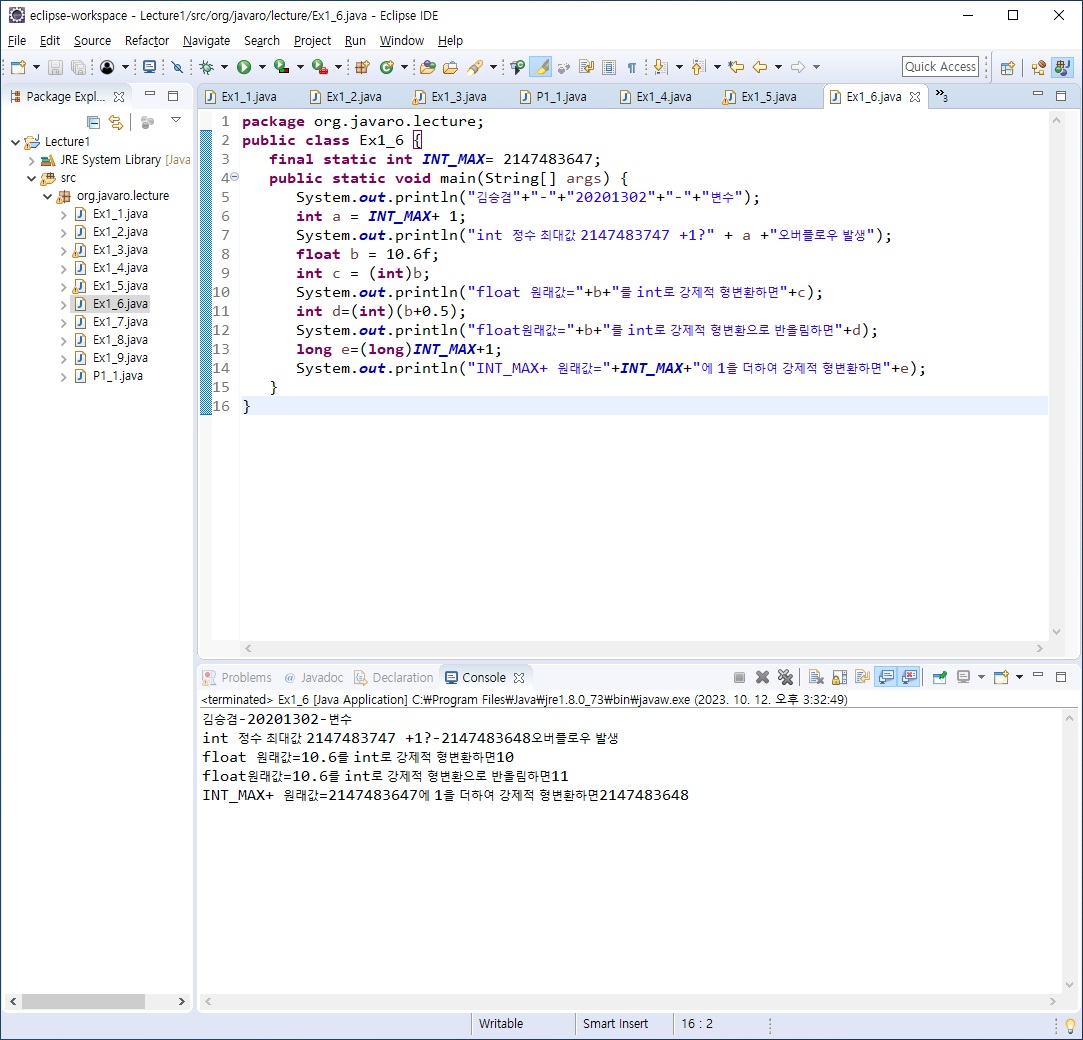 eclipse-workspace - Lecture1/src/org/javaro/lecture/Ex1_6.java - Eclipse IDE
File Edit Source Refactor Navigate Search Project Run Window Help
Quick Access
Package Expl...
Lecture1
JRE System Library [Java
src
org.javaro.lecture
Ex1_1.java
Ex1_2.java
Ex1_3.java
Ex1_4.java
Ex1_5.java
Ex1_6.java
Ex1_7.java
Ex1_8.java
Ex1_9.java
P1_1.java
Ex1_1.java Ex1_2.java Ex1_3.java P1_1.java Ex1_4.java Ex1_5.java Ex1_6.java »3
1 package org.javaro.lecture;
2 public class Ex1_6 {
3 final static int INT_MAX= 2147483647;
4 public static void main(String[] args) {
5 System.out.println("김승겸"+"-"+"20201302"+"-"+"변수");
6 int a = INT_MAX+ 1;
7 System.out.println("int 정수 최대값 2147483747 +1?" + a +"오버플로우 발생");
8 float b = 10.6f;
9 int c = (int)b;
10 System.out.println("float 원래값="+b+"를 int로 강제적 형변환하면"+c);
11 int d=(int)(b+0.5);
12 System.out.println("float원래값="+b+"를 int로 강제적 형변환으로 반올림하면"+d);
13 long e=(long)INT_MAX+1;
14 System.out.println("INT_MAX+ 원래값="+INT_MAX+"에 1을 더하여 강제적 형변환하면"+e);
15 }
16 }
Problems @ Javadoc Declaration Console
<terminated> Ex1_6 [Java Application] C:₩Program Files₩Java₩jre1.8.0_73₩bin₩javaw.exe (2023. 10. 12. 오후 3:32:49)
김승겸-20201302-변수
int 정수 최대값 2147483747 +1?-2147483648오버플로우 발생
float 원래값=10.6를 int로 강제적 형변환하면10
float원래값=10.6를 int로 강제적 형변환으로 반올림하면11
INT_MAX+ 원래값=2147483647에 1을 더하여 강제적 형변환하면2147483648
Writable Smart Insert 16 : 2